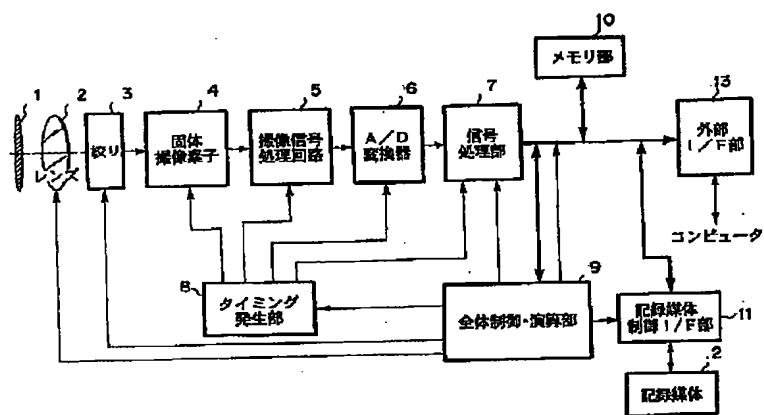 10
メモリ部
1
2
3
4
5
6
7
13
絞り
固体
撮像素子
撮像信号
処理回路
A/D
変換器
信号
処理部
外部
I/F部
レンズ
コンピュータ
8
タイミング
発生部
9
全体制御・演算部
記録媒体
制御I/F部
11
2
記録媒体